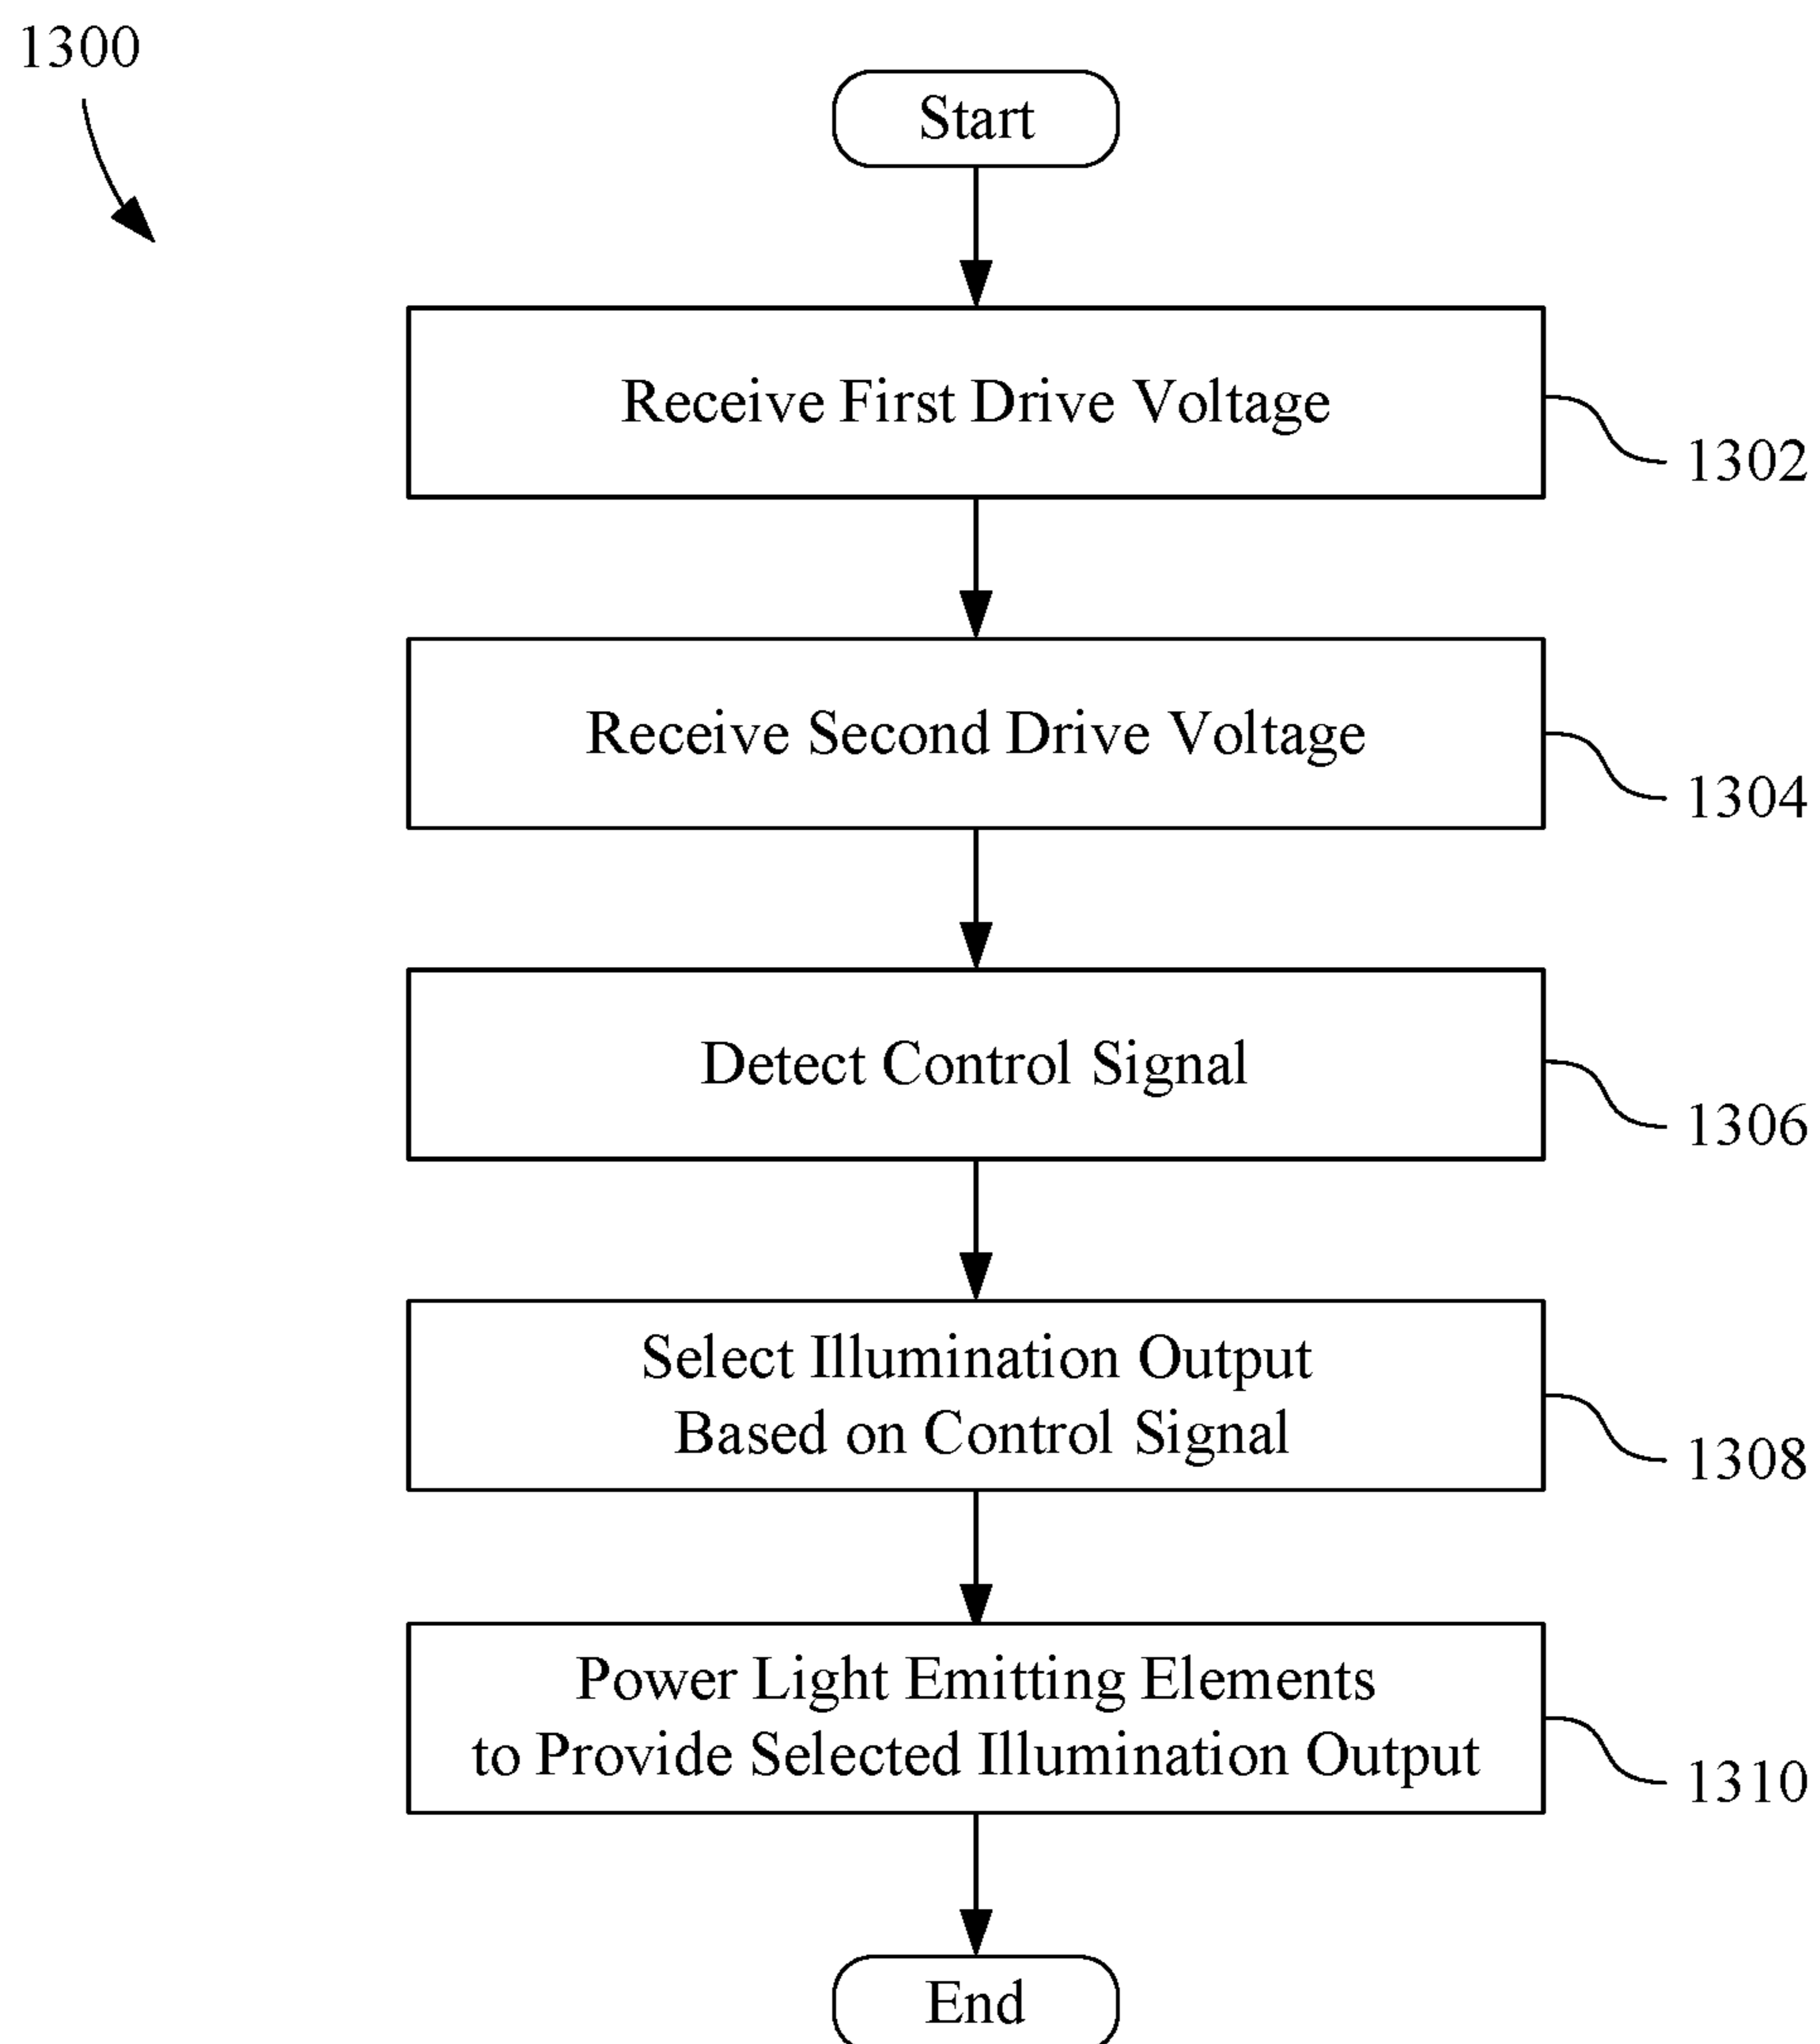 1300
Start
Receive First Drive Voltage
1302
Receive Second Drive Voltage
1304
Detect Control Signal
1306
Select Illumination Output
Based on Control Signal
1308
Power Light Emitting Elements
to Provide Selected Illumination Output
1310
End